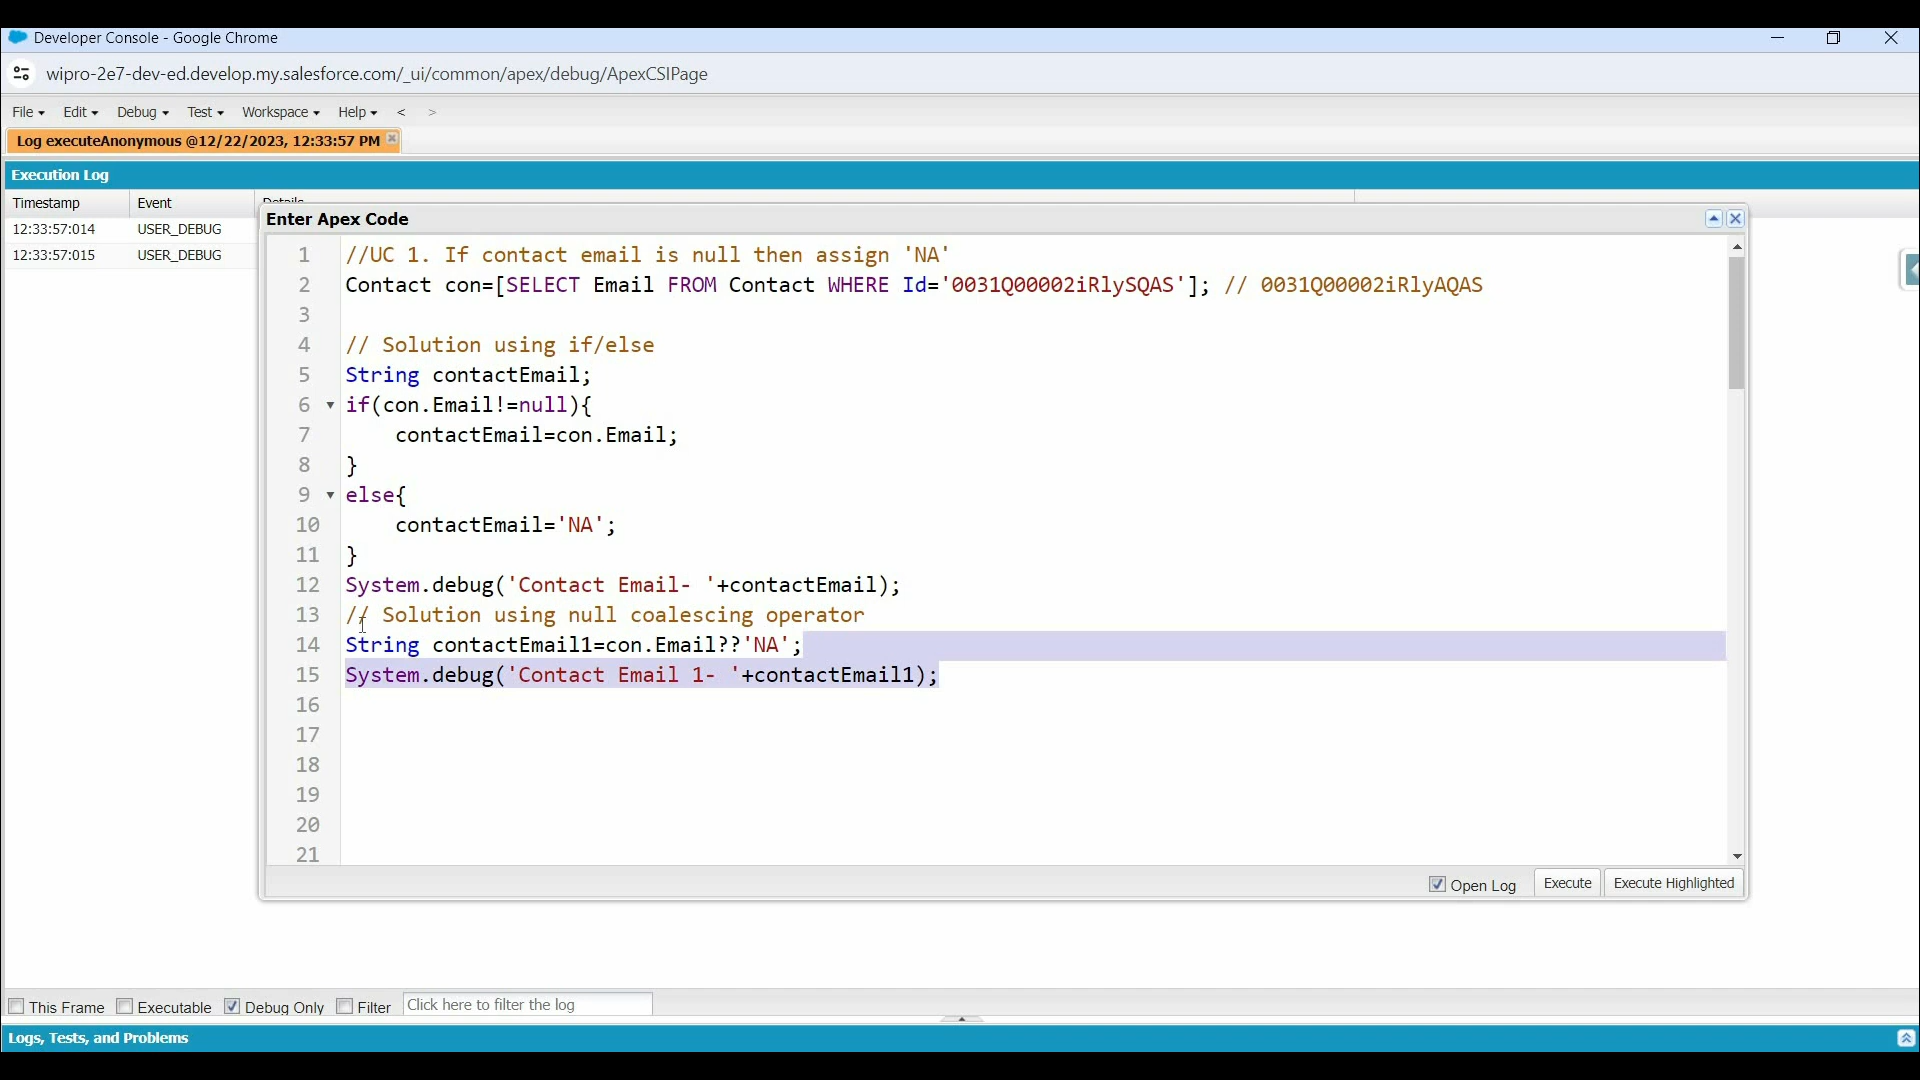 Developer Console - Google Chrome
wipro-2e7-dev-ed.develop.my.salesforce.com/_ui/common/apex/debug/ApexCSIPage
File Edit Debug Test Workspace Help < >
Log executeAnonymous @12/22/2023, 12:33:57 PM
Execution Log
Timestamp Event Details
12:33:57:014 USER_DEBUG
12:33:57:015 USER_DEBUG
Enter Apex Code
1 //UC 1. If contact email is null then assign 'NA'
2 Contact con=[SELECT Email FROM Contact WHERE Id='0031Q00002iRlySQAS']; // 0031Q00002iRlyAQAS
3
4 // Solution using if/else
5 String contactEmail;
6 if(con.Email!=null){
7 contactEmail=con.Email;
8 }
9 else{
10 contactEmail='NA';
11 }
12 System.debug('Contact Email- '+contactEmail);
13 // Solution using null coalescing operator
14 String contactEmail1=con.Email??'NA';
15 System.debug('Contact Email 1- '+contactEmail1);
16
17
18
19
20
21
Open Log Execute Execute Highlighted
This Frame Executable Debug Only Filter Click here to filter the log
Logs, Tests, and Problems